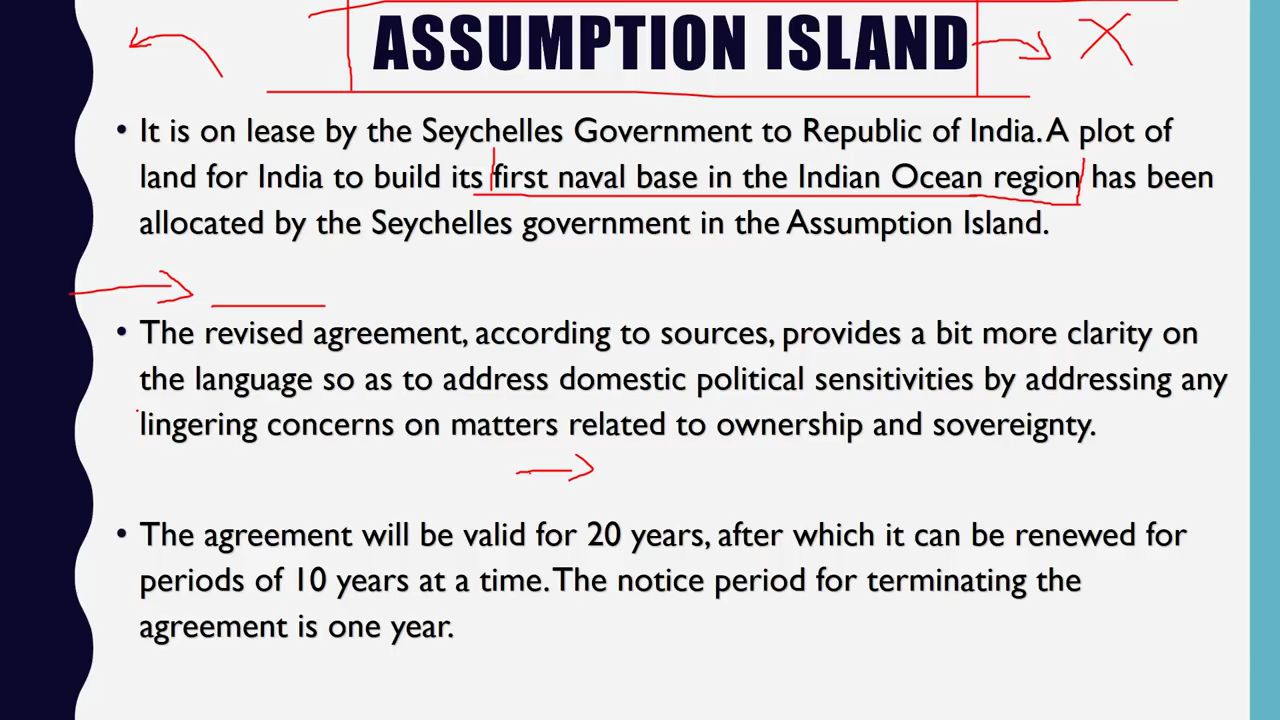 ASSUMPTION ISLAND
• It is on lease by the Seychelles Government to Republic of India. A plot of
land for India to build its first naval base in the Indian Ocean region has been
allocated by the Seychelles government in the Assumption Island.
• The revised agreement, according to sources, provides a bit more clarity on
the language so as to address domestic political sensitivities by addressing any
lingering concerns on matters related to ownership and sovereignty.
• The agreement will be valid for 20 years, after which it can be renewed for
periods of 10 years at a time. The notice period for terminating the
agreement is one year.